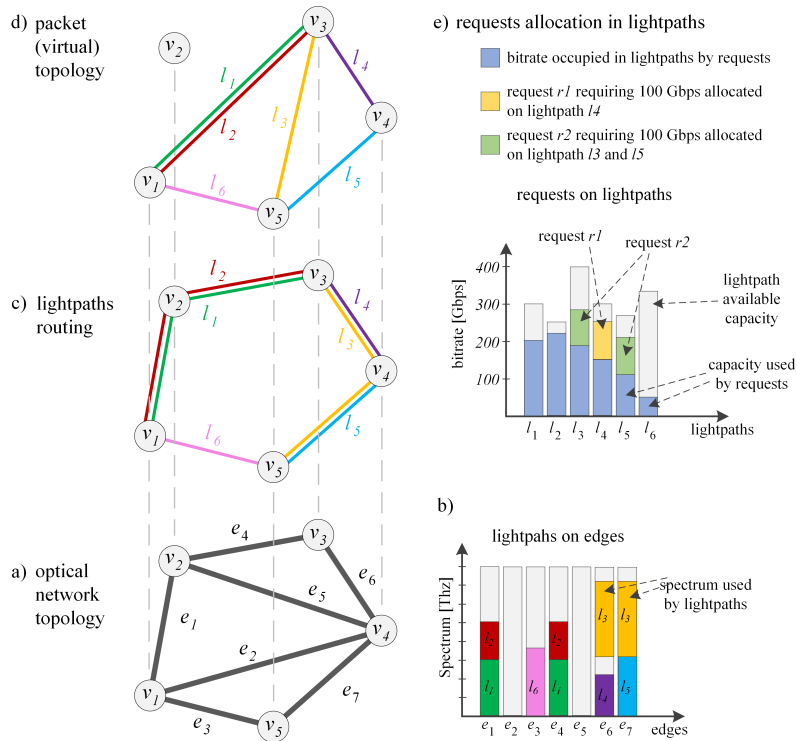 d) packet
(virtual)
topology
v2
v3
l1
l2
l3
l4
v4
l5
v1
l6
v5
c) lightpaths
routing
v2
l2
l1
v3
l4
l3
v4
v1
l6
l5
v5
a) optical
network
topology
v2
e4
v3
e6
e5
e1
v4
e2
v1
e3
e7
v5
e) requests allocation in lightpaths
bitrate occupied in lightpaths by requests
request r1 requiring 100 Gbps allocated
on lightpath l4
request r2 requiring 100 Gbps allocated
on lightpath l3 and l5
requests on lightpaths
request r1
request r2
bitrate [Gbps]
400
300
200
100
lightpath
available
capacity
capacity used
by requests
l1 l2 l3 l4 l5 l6 lightpaths
b)
lightpahs on edges
Spectrum [Thz]
spectrum used
by lightpaths
l2
l1
l6
l2
l1
l3
l4
l3
l5
e1 e2 e3 e4 e5 e6 e7 edges